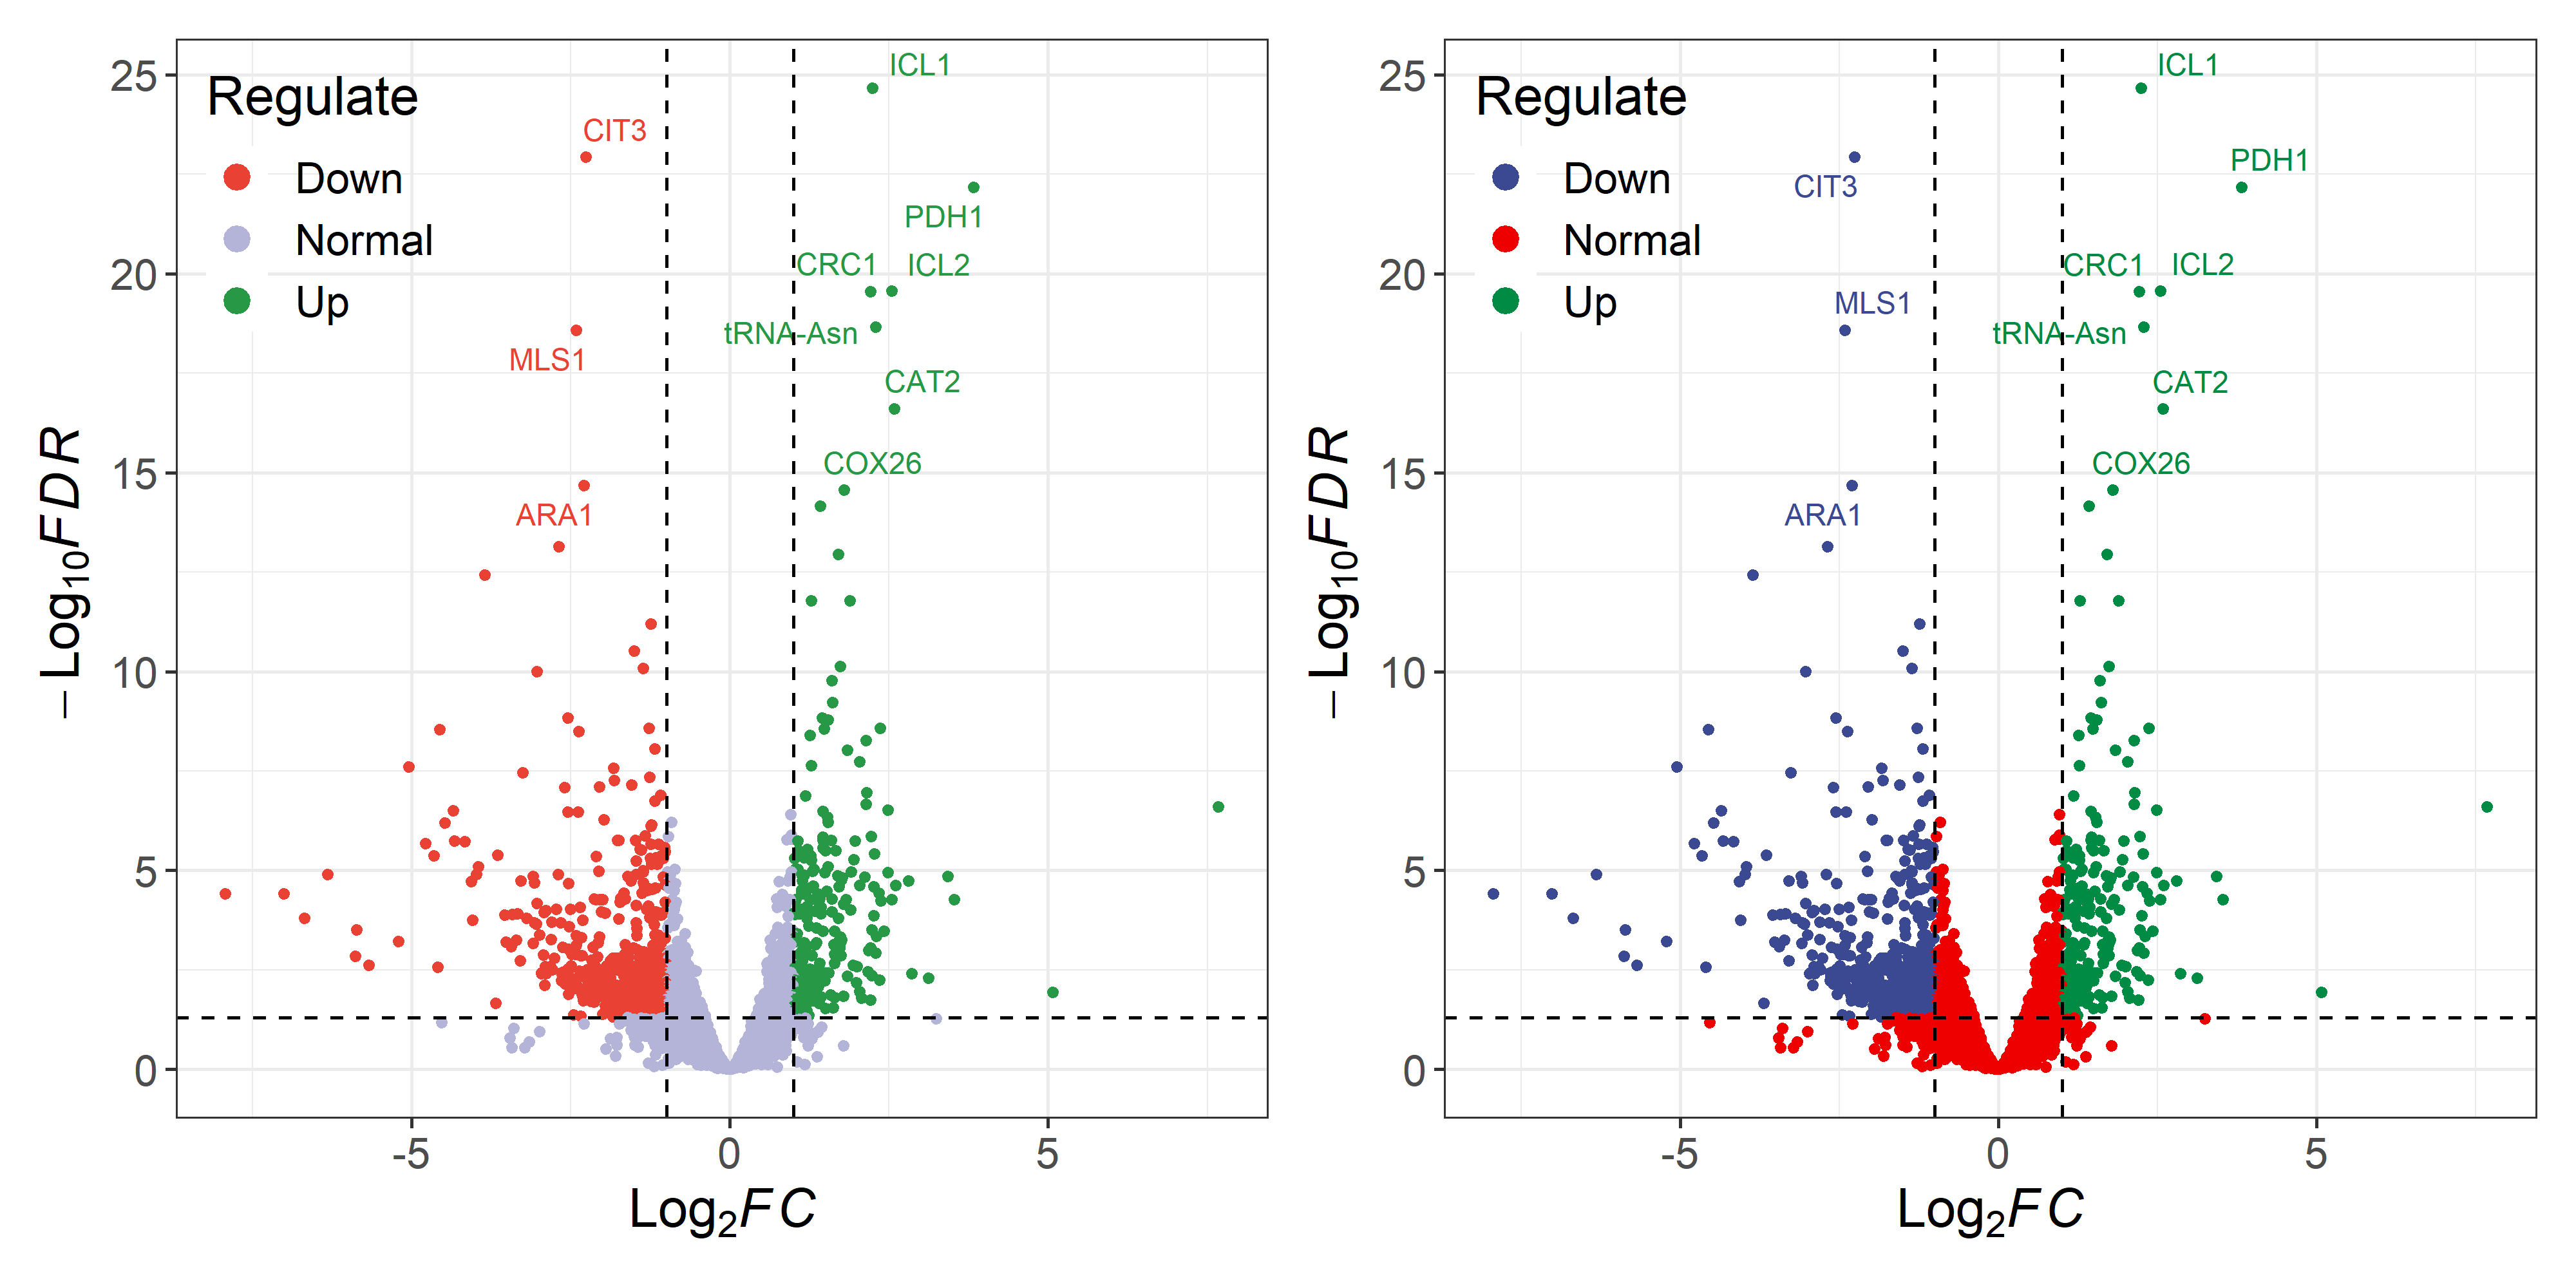 25
20
15
10
5
0
−Log10FDR
Regulate
Down
Normal
Up
ICL1
CIT3
PDH1
CRC1
ICL2
MLS1
tRNA-Asn
CAT2
COX26
ARA1
-5
0
5
Log2FC
25
20
15
10
5
0
−Log10FDR
Regulate
Down
Normal
Up
ICL1
PDH1
CIT3
CRC1
ICL2
MLS1
tRNA-Asn
CAT2
COX26
ARA1
-5
0
5
Log2FC